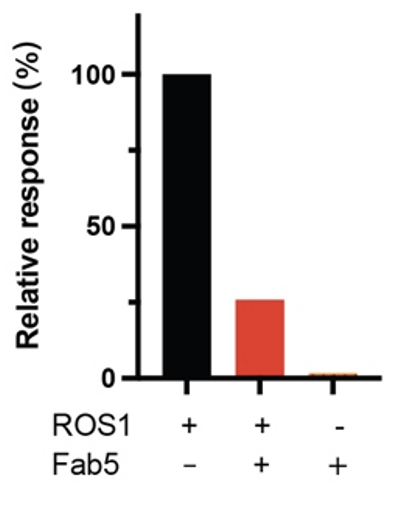 Relative response (%)
100
50
0
ROS1 + + -
Fab5 – + +